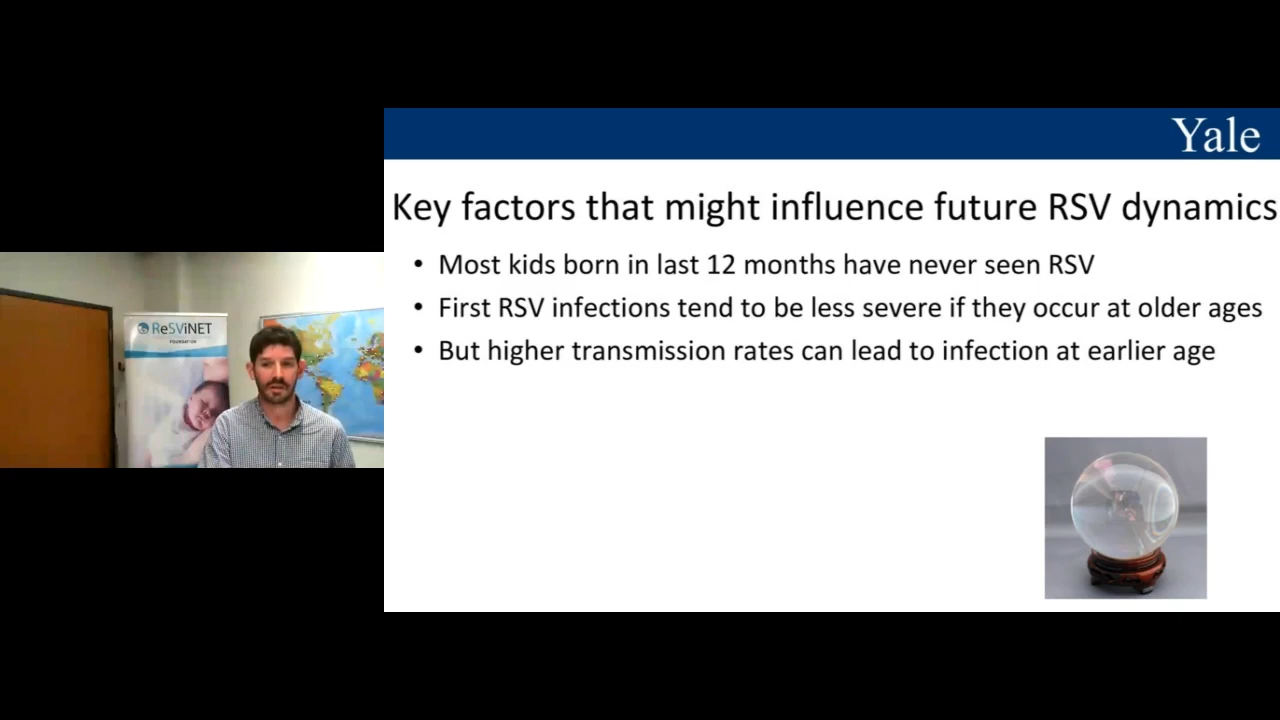 Yale
Key factors that might influence future RSV dynamics
• Most kids born in last 12 months have never seen RSV
• First RSV infections tend to be less severe if they occur at older ages
• But higher transmission rates can lead to infection at earlier age
ReSViNET
FOUNDATION